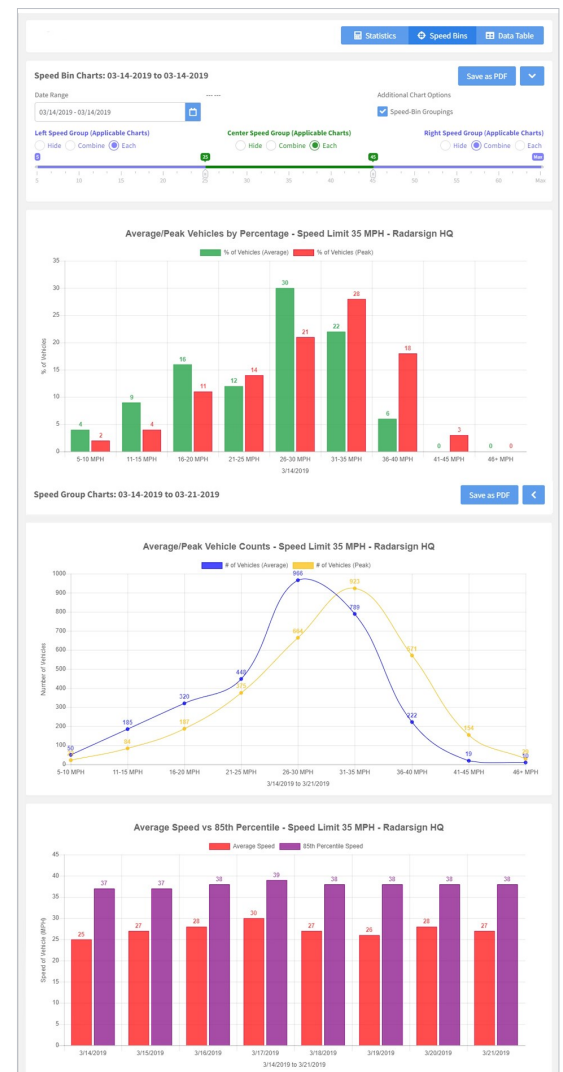 Statistics Speed Bins Data Table
Speed Bin Charts: 03-14-2019 to 03-14-2019 Save as PDF
Date Range --- --- Additional Chart Options
03/14/2019 - 03/14/2019 Speed-Bin Groupings
Left Speed Group (Applicable Charts) Center Speed Group (Applicable Charts) Right Speed Group (Applicable Charts)
Hide Combine Each Hide Combine Each Hide Combine Each
5 25 45 Max
5 10 15 20 25 30 35 40 45 50 55 60 Max
Average/Peak Vehicles by Percentage - Speed Limit 35 MPH - Radarsign HQ
% of Vehicles (Average) % of Vehicles (Peak)
% of Vehicles
35
30
25
20
15
10
5
0
4 2 9 4 16 11 12 14 30 21 22 28 6 18 0 3 0 0
5-10 MPH 11-15 MPH 16-20 MPH 21-25 MPH 26-30 MPH 31-35 MPH 36-40 MPH 41-45 MPH 46+ MPH
3/14/2019
Speed Group Charts: 03-14-2019 to 03-21-2019 Save as PDF
Average/Peak Vehicle Counts - Speed Limit 35 MPH - Radarsign HQ
# of Vehicles (Average) # of Vehicles (Peak)
Number of Vehicles
1000
900
800
700
600
500
400
300
200
100
0
50 185 320 448 966 789 222 19 10
84 187 664 923 571 154
5-10 MPH 11-15 MPH 16-20 MPH 21-25 MPH 26-30 MPH 31-35 MPH 36-40 MPH 41-45 MPH 46+ MPH
3/14/2019 to 3/21/2019
Average Speed vs 85th Percentile - Speed Limit 35 MPH - Radarsign HQ
Average Speed 85th Percentile Speed
Speed of Vehicle (MPH)
45
40
35
30
25
20
15
10
5
0
25 37 27 37 28 38 30 39 27 38 26 38 28 38 27 38
3/14/2019 3/15/2019 3/16/2019 3/17/2019 3/18/2019 3/19/2019 3/20/2019 3/21/2019
3/14/2019 to 3/21/2019